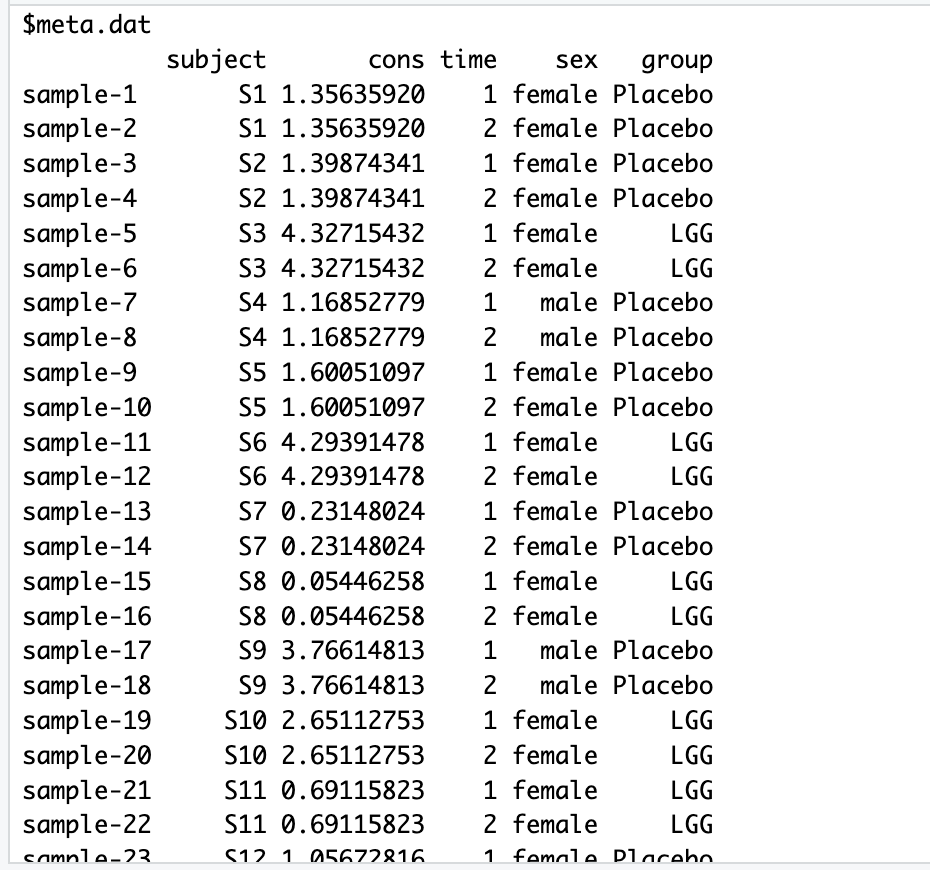 $meta.dat
subject cons time sex group
sample-1 S1 1.35635920 1 female Placebo
sample-2 S1 1.35635920 2 female Placebo
sample-3 S2 1.39874341 1 female Placebo
sample-4 S2 1.39874341 2 female Placebo
sample-5 S3 4.32715432 1 female LGG
sample-6 S3 4.32715432 2 female LGG
sample-7 S4 1.16852779 1 male Placebo
sample-8 S4 1.16852779 2 male Placebo
sample-9 S5 1.60051097 1 female Placebo
sample-10 S5 1.60051097 2 female Placebo
sample-11 S6 4.29391478 1 female LGG
sample-12 S6 4.29391478 2 female LGG
sample-13 S7 0.23148024 1 female Placebo
sample-14 S7 0.23148024 2 female Placebo
sample-15 S8 0.05446258 1 female LGG
sample-16 S8 0.05446258 2 female LGG
sample-17 S9 3.76614813 1 male Placebo
sample-18 S9 3.76614813 2 male Placebo
sample-19 S10 2.65112753 1 female LGG
sample-20 S10 2.65112753 2 female LGG
sample-21 S11 0.69115823 1 female LGG
sample-22 S11 0.69115823 2 female LGG
sample-23 S12 1.05672816 1 female Placebo